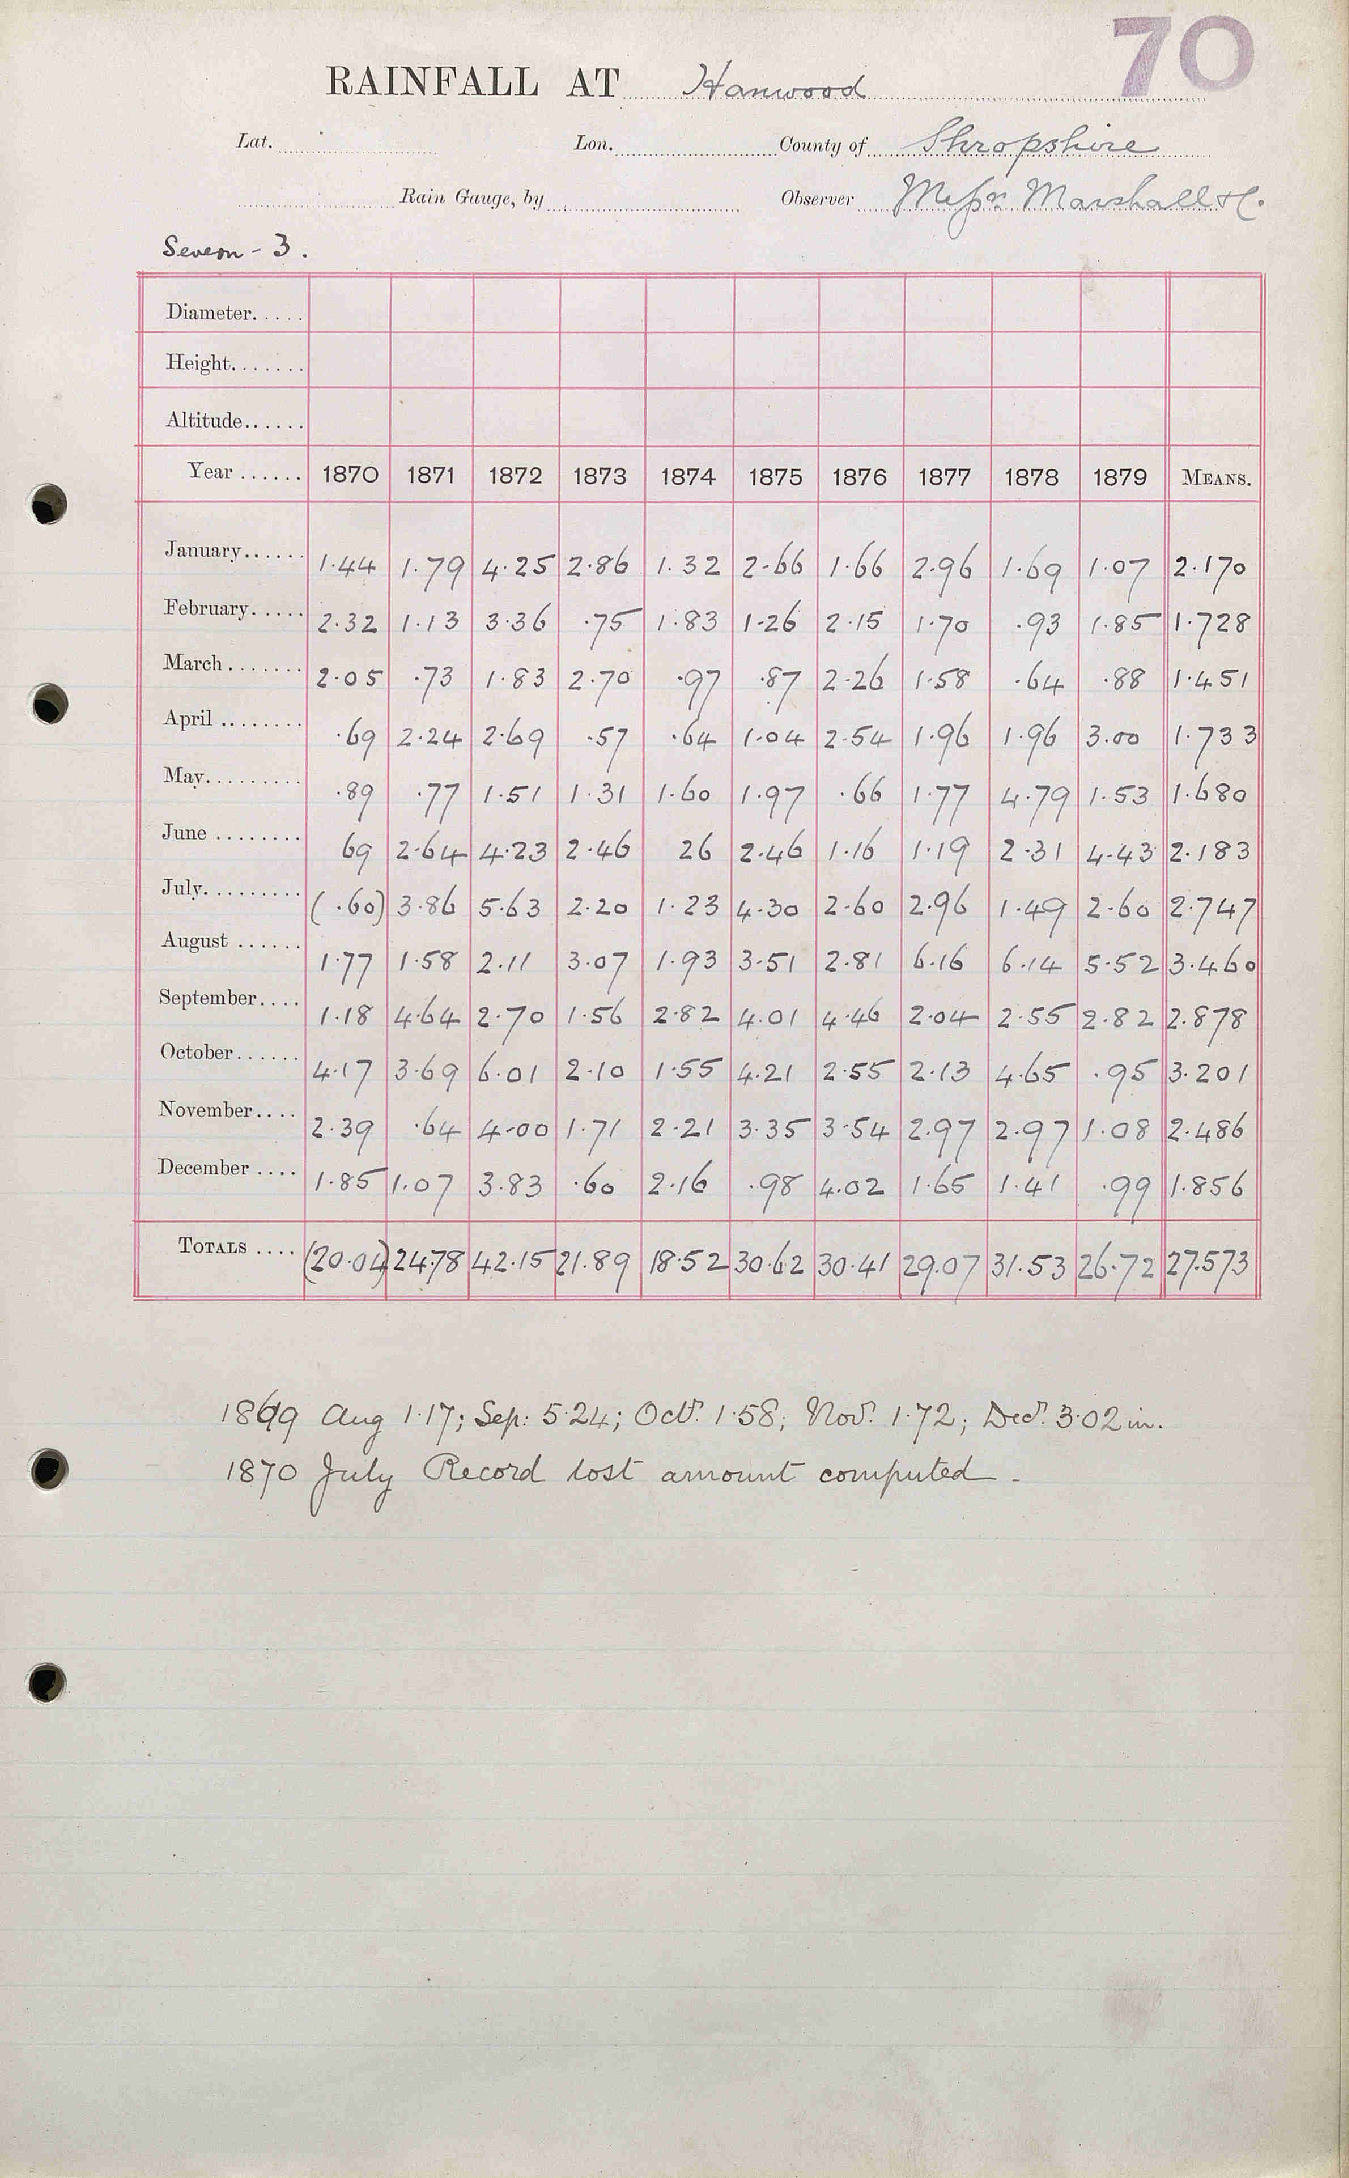 70
RAINFALL AT Hanwood
Lat. Lon. County of Shropshire
Rain Gauge, by Observer Messrs Marshall & C.
Severn - 3.
Diameter.....
Height.......
Altitude......
Year ...... 1870 1871 1872 1873 1874 1875 1876 1877 1878 1879 MEANS.
January...... 1.44 1.79 4.25 2.86 1.32 2.66 1.66 2.96 1.69 1.07 2.170
February..... 2.32 1.13 3.36 .75 1.83 1.26 2.15 1.70 .93 1.85 1.728
March ....... 2.05 .73 1.83 2.70 .97 .87 2.26 1.58 .64 .88 1.451
April ........ .69 2.24 2.69 .57 .64 1.04 2.54 1.96 1.96 3.00 1.733
May......... .89 .77 1.51 1.31 1.60 1.97 .66 1.77 4.79 1.53 1.680
June ........ 69 2.64 4.23 2.46 26 2.46 1.16 1.19 2.31 4.43 2.183
July......... (.60) 3.86 5.63 2.20 1.23 4.30 2.60 2.96 1.49 2.60 2.747
August ...... 1.77 1.58 2.11 3.07 1.93 3.51 2.81 6.16 6.14 5.52 3.460
September.... 1.18 4.64 2.70 1.56 2.82 4.01 4.46 2.04 2.55 2.82 2.878
October...... 4.17 3.69 6.01 2.10 1.55 4.21 2.55 2.13 4.65 .95 3.201
November.... 2.39 .64 4.00 1.71 2.21 3.35 3.54 2.97 2.97 1.08 2.486
December .... 1.85 1.07 3.83 .60 2.16 .98 4.02 1.65 1.41 .99 1.856
TOTALS .... (20.04) 24.78 42.15 21.89 18.52 30.62 30.41 29.07 31.53 26.72 27.573
1869 Aug 1.17; Sep: 5.24; Octr. 1.58; Novr. 1.72; Decr. 3.02 in.
1870 July Record lost amount computed -